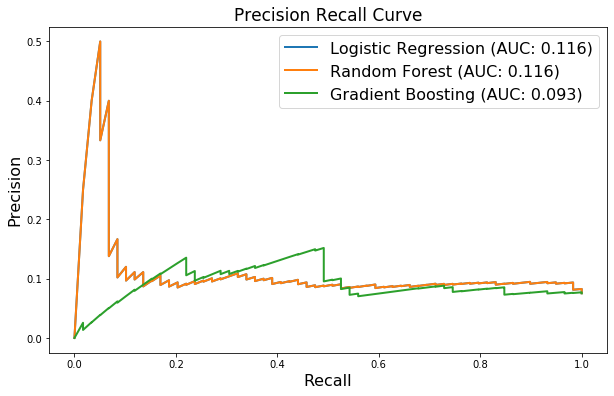 Precision Recall Curve
Logistic Regression (AUC: 0.116)
Random Forest (AUC: 0.116)
Gradient Boosting (AUC: 0.093)
Precision
0.5
0.4
0.3
0.2
0.1
0.0
0.0 0.2 0.4 0.6 0.8 1.0
Recall